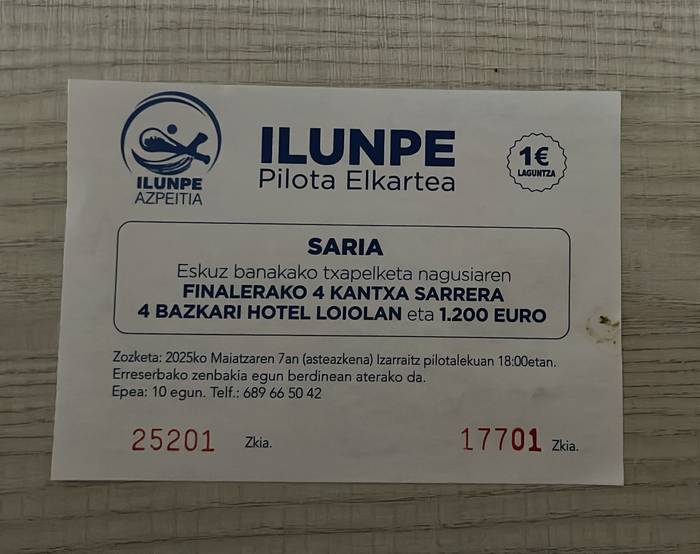 ILUNPE
AZPEITIA
ILUNPE
Pilota Elkartea
1€
LAGUNTZA
SARIA
Eskuz banakako txapelketa nagusiaren
FINALERAKO 4 KANTXA SARRERA
4 BAZKARI HOTEL LOIOLAN eta 1.200 EURO
Zozketa: 2025ko Maiatzaren 7an (asteazkena) Izarraitz pilotalekuan 18:00etan.
Erreserbako zenbakia egun berdinean aterako da.
Epea: 10 egun. Telf.: 689 66 50 42
25201 Zkia. 17701 Zkia.